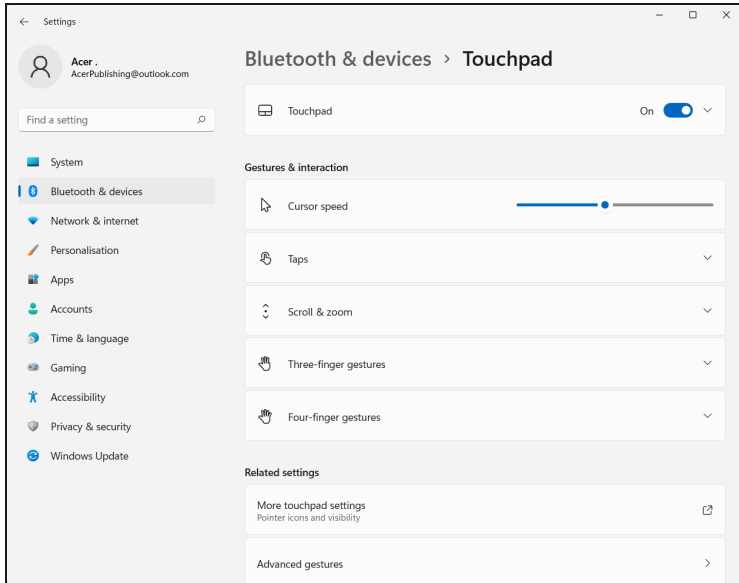 Settings
Acer .
AcerPublishing@outlook.com
Find a setting
System
Bluetooth & devices
Network & internet
Personalisation
Apps
Accounts
Time & language
Gaming
Accessibility
Privacy & security
Windows Update
Bluetooth & devices > Touchpad
Touchpad
On
Gestures & interaction
Cursor speed
Taps
Scroll & zoom
Three-finger gestures
Four-finger gestures
Related settings
More touchpad settings
Pointer icons and visibility
Advanced gestures